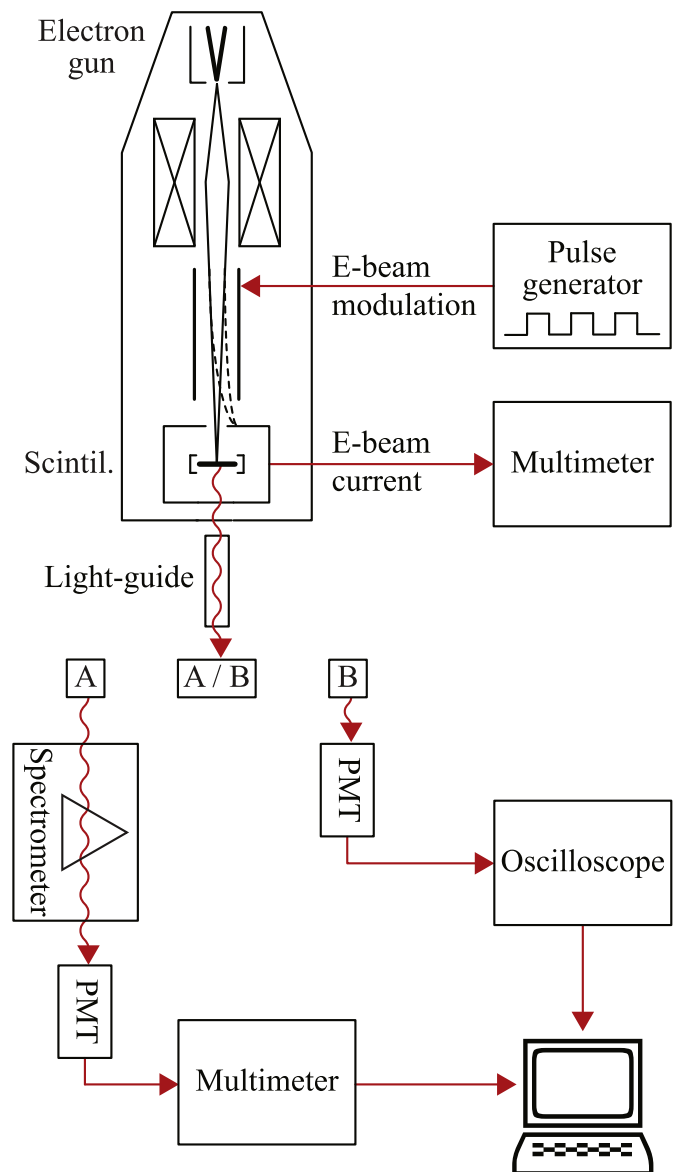 Electron
gun
Pulse
generator
E-beam
modulation
Scintil.
E-beam
current
Multimeter
Light-guide
A
A / B
B
Spectrometer
PMT
Oscilloscope
PMT
Multimeter